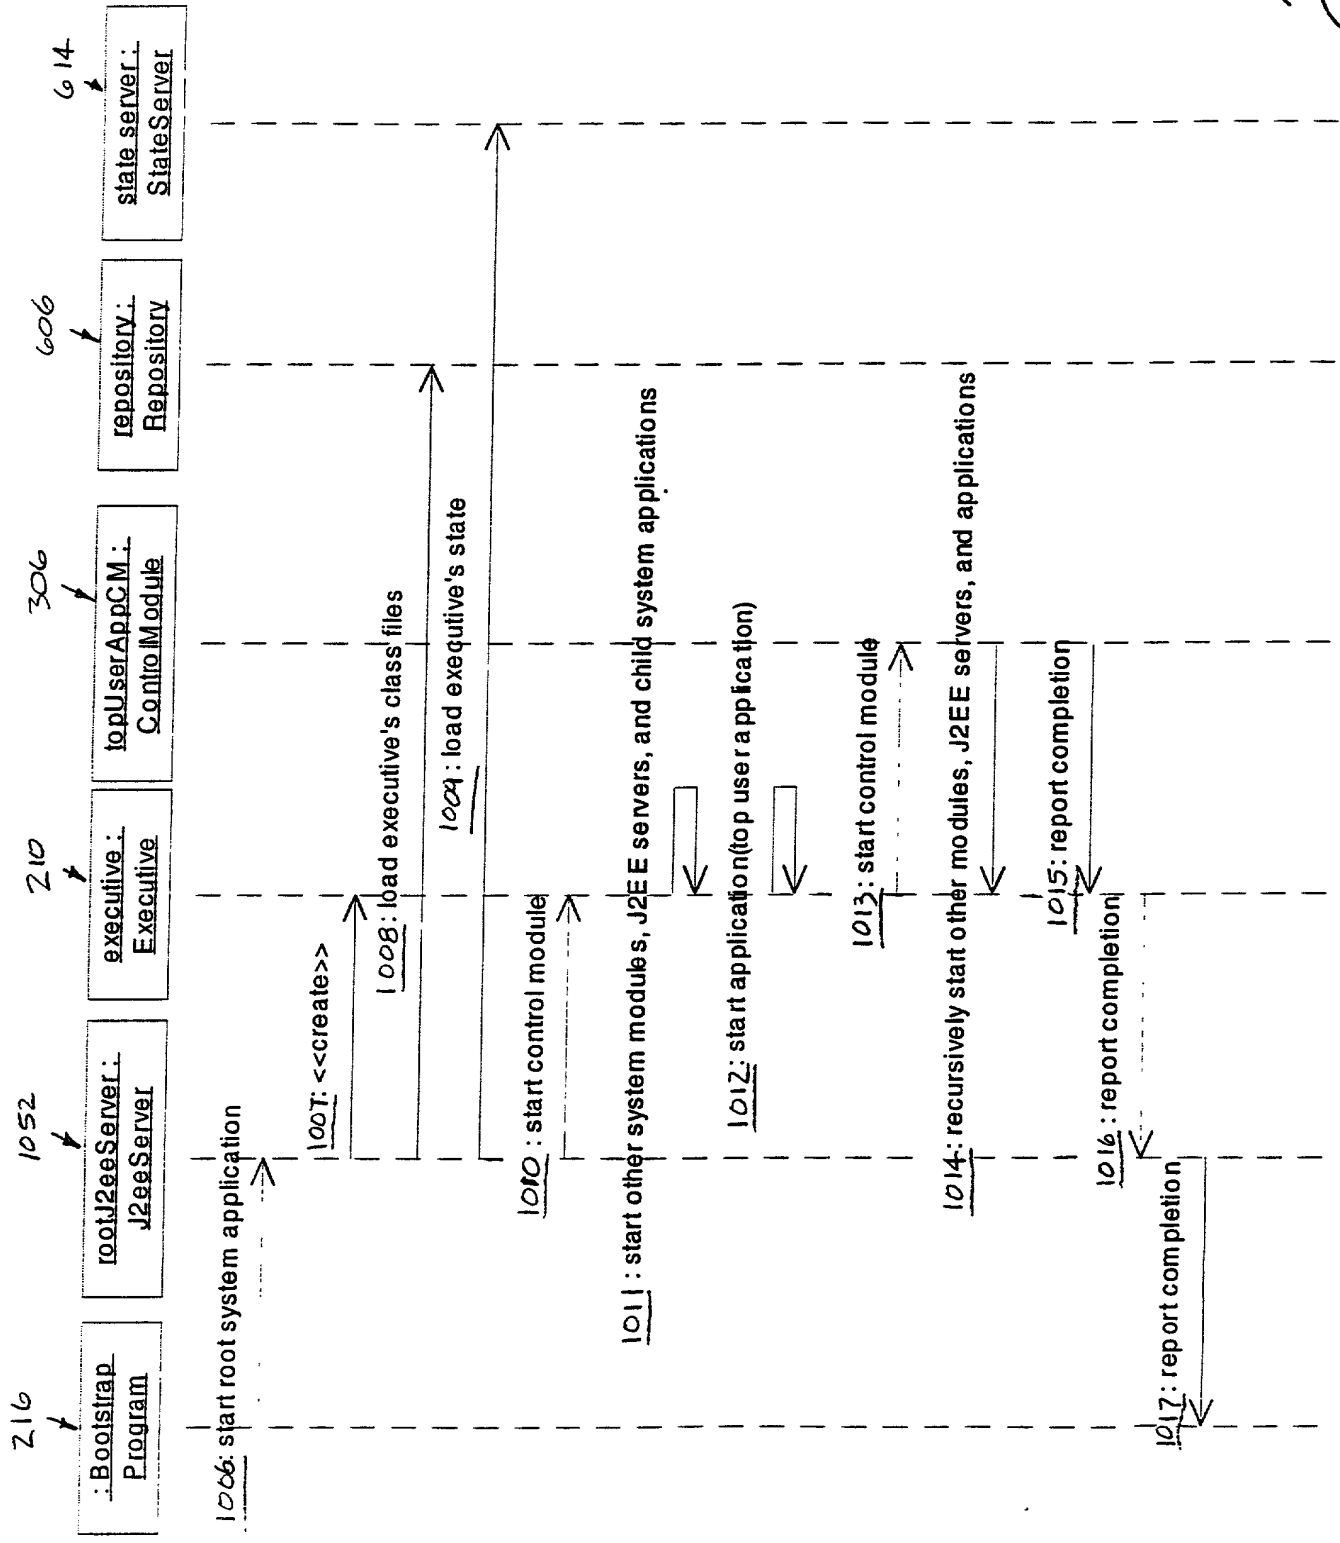 216
1052
210
306
606
614
:Bootstrap
Program
rootJ2eeServer :
J2eeServer
executive :
Executive
topUserAppCM :
ControlModule
repository :
Repository
state server :
StateServer
1006: start root system application
1007: <<create>>
1008: load executive's class files
1009: load executive's state
1010: start control module
1011: start other system modules, J2EE servers, and child system applications
1012: start application(top user application)
1013: start control module
1014: recursively start other modules, J2EE servers, and applications
1015: report completion
1016: report completion
1017: report completion